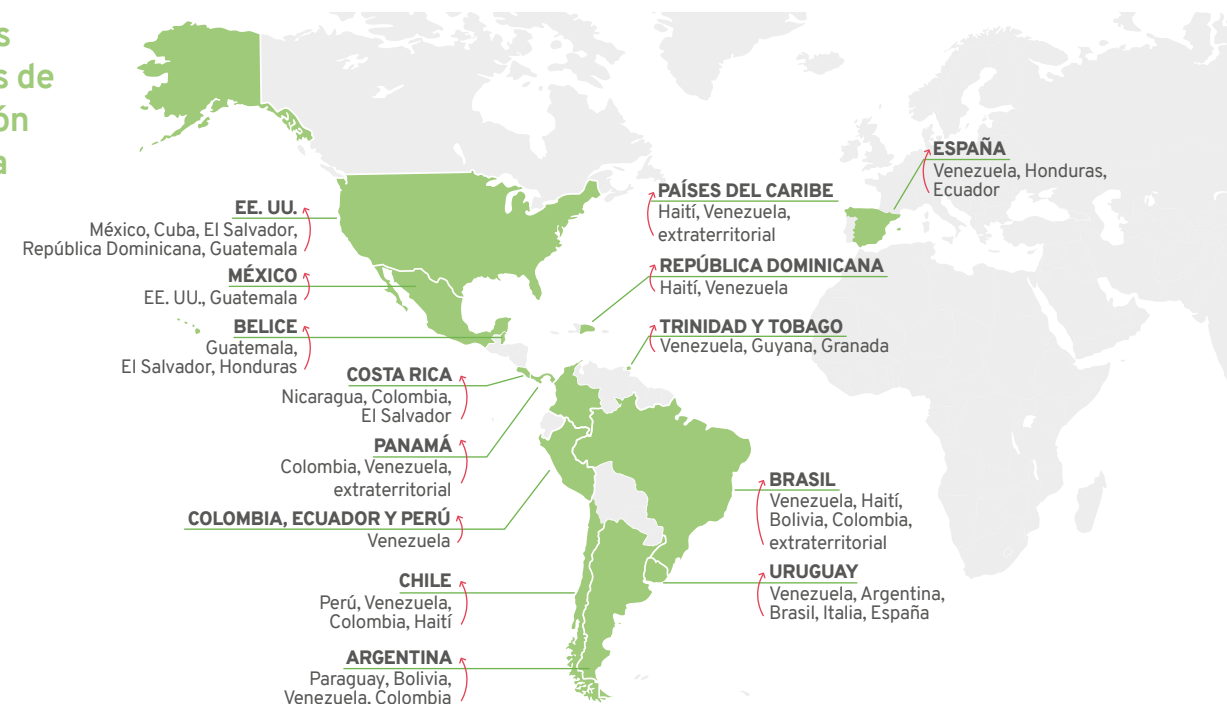 s
s de
ón
a
EE. UU.
México, Cuba, El Salvador,
República Dominicana, Guatemala
MÉXICO
EE. UU., Guatemala
BELICE
Guatemala,
El Salvador, Honduras
COSTA RICA
Nicaragua, Colombia,
El Salvador
PANAMÁ
Colombia, Venezuela,
extraterritorial
COLOMBIA, ECUADOR Y PERÚ
Venezuela
CHILE
Perú, Venezuela,
Colombia, Haití
ARGENTINA
Paraguay, Bolivia,
Venezuela, Colombia
ESPAÑA
Venezuela, Honduras,
Ecuador
PAÍSES DEL CARIBE
Haití, Venezuela,
extraterritorial
REPÚBLICA DOMINICANA
Haití, Venezuela
TRINIDAD Y TOBAGO
Venezuela, Guyana, Granada
BRASIL
Venezuela, Haití,
Bolivia, Colombia,
extraterritorial
URUGUAY
Venezuela, Argentina,
Brasil, Italia, España